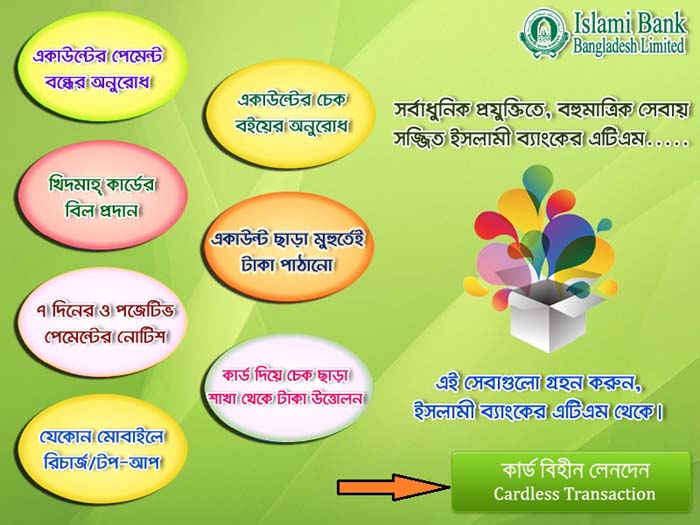 Islami Bank
Bangladesh Limited
একাউন্টের পেমেন্ট
বন্ধের অনুরোধ
একাউন্টের চেক
বইয়ের অনুরোধ
সর্বাধুনিক প্রযুক্তিতে, বহুমাত্রিক সেবায়
সজ্জিত ইসলামী ব্যাংকের এটিএম.....
খিদমাহ্ কার্ডের
বিল প্রদান
একাউন্ট ছাড়া মুহুর্তেই
টাকা পাঠানো
৭ দিনের ও পজেটিভ
পেমেন্টের নোটিশ
কার্ড দিয়ে চেক ছাড়া
শাখা থেকে টাকা উত্তোলন
এই সেবাগুলো গ্রহন করুন,
ইসলামী ব্যাংকের এটিএম থেকে।
যেকোন মোবাইলে
রিচার্জ/টপ-আপ
কার্ড বিহীন লেনদেন
Cardless Transaction